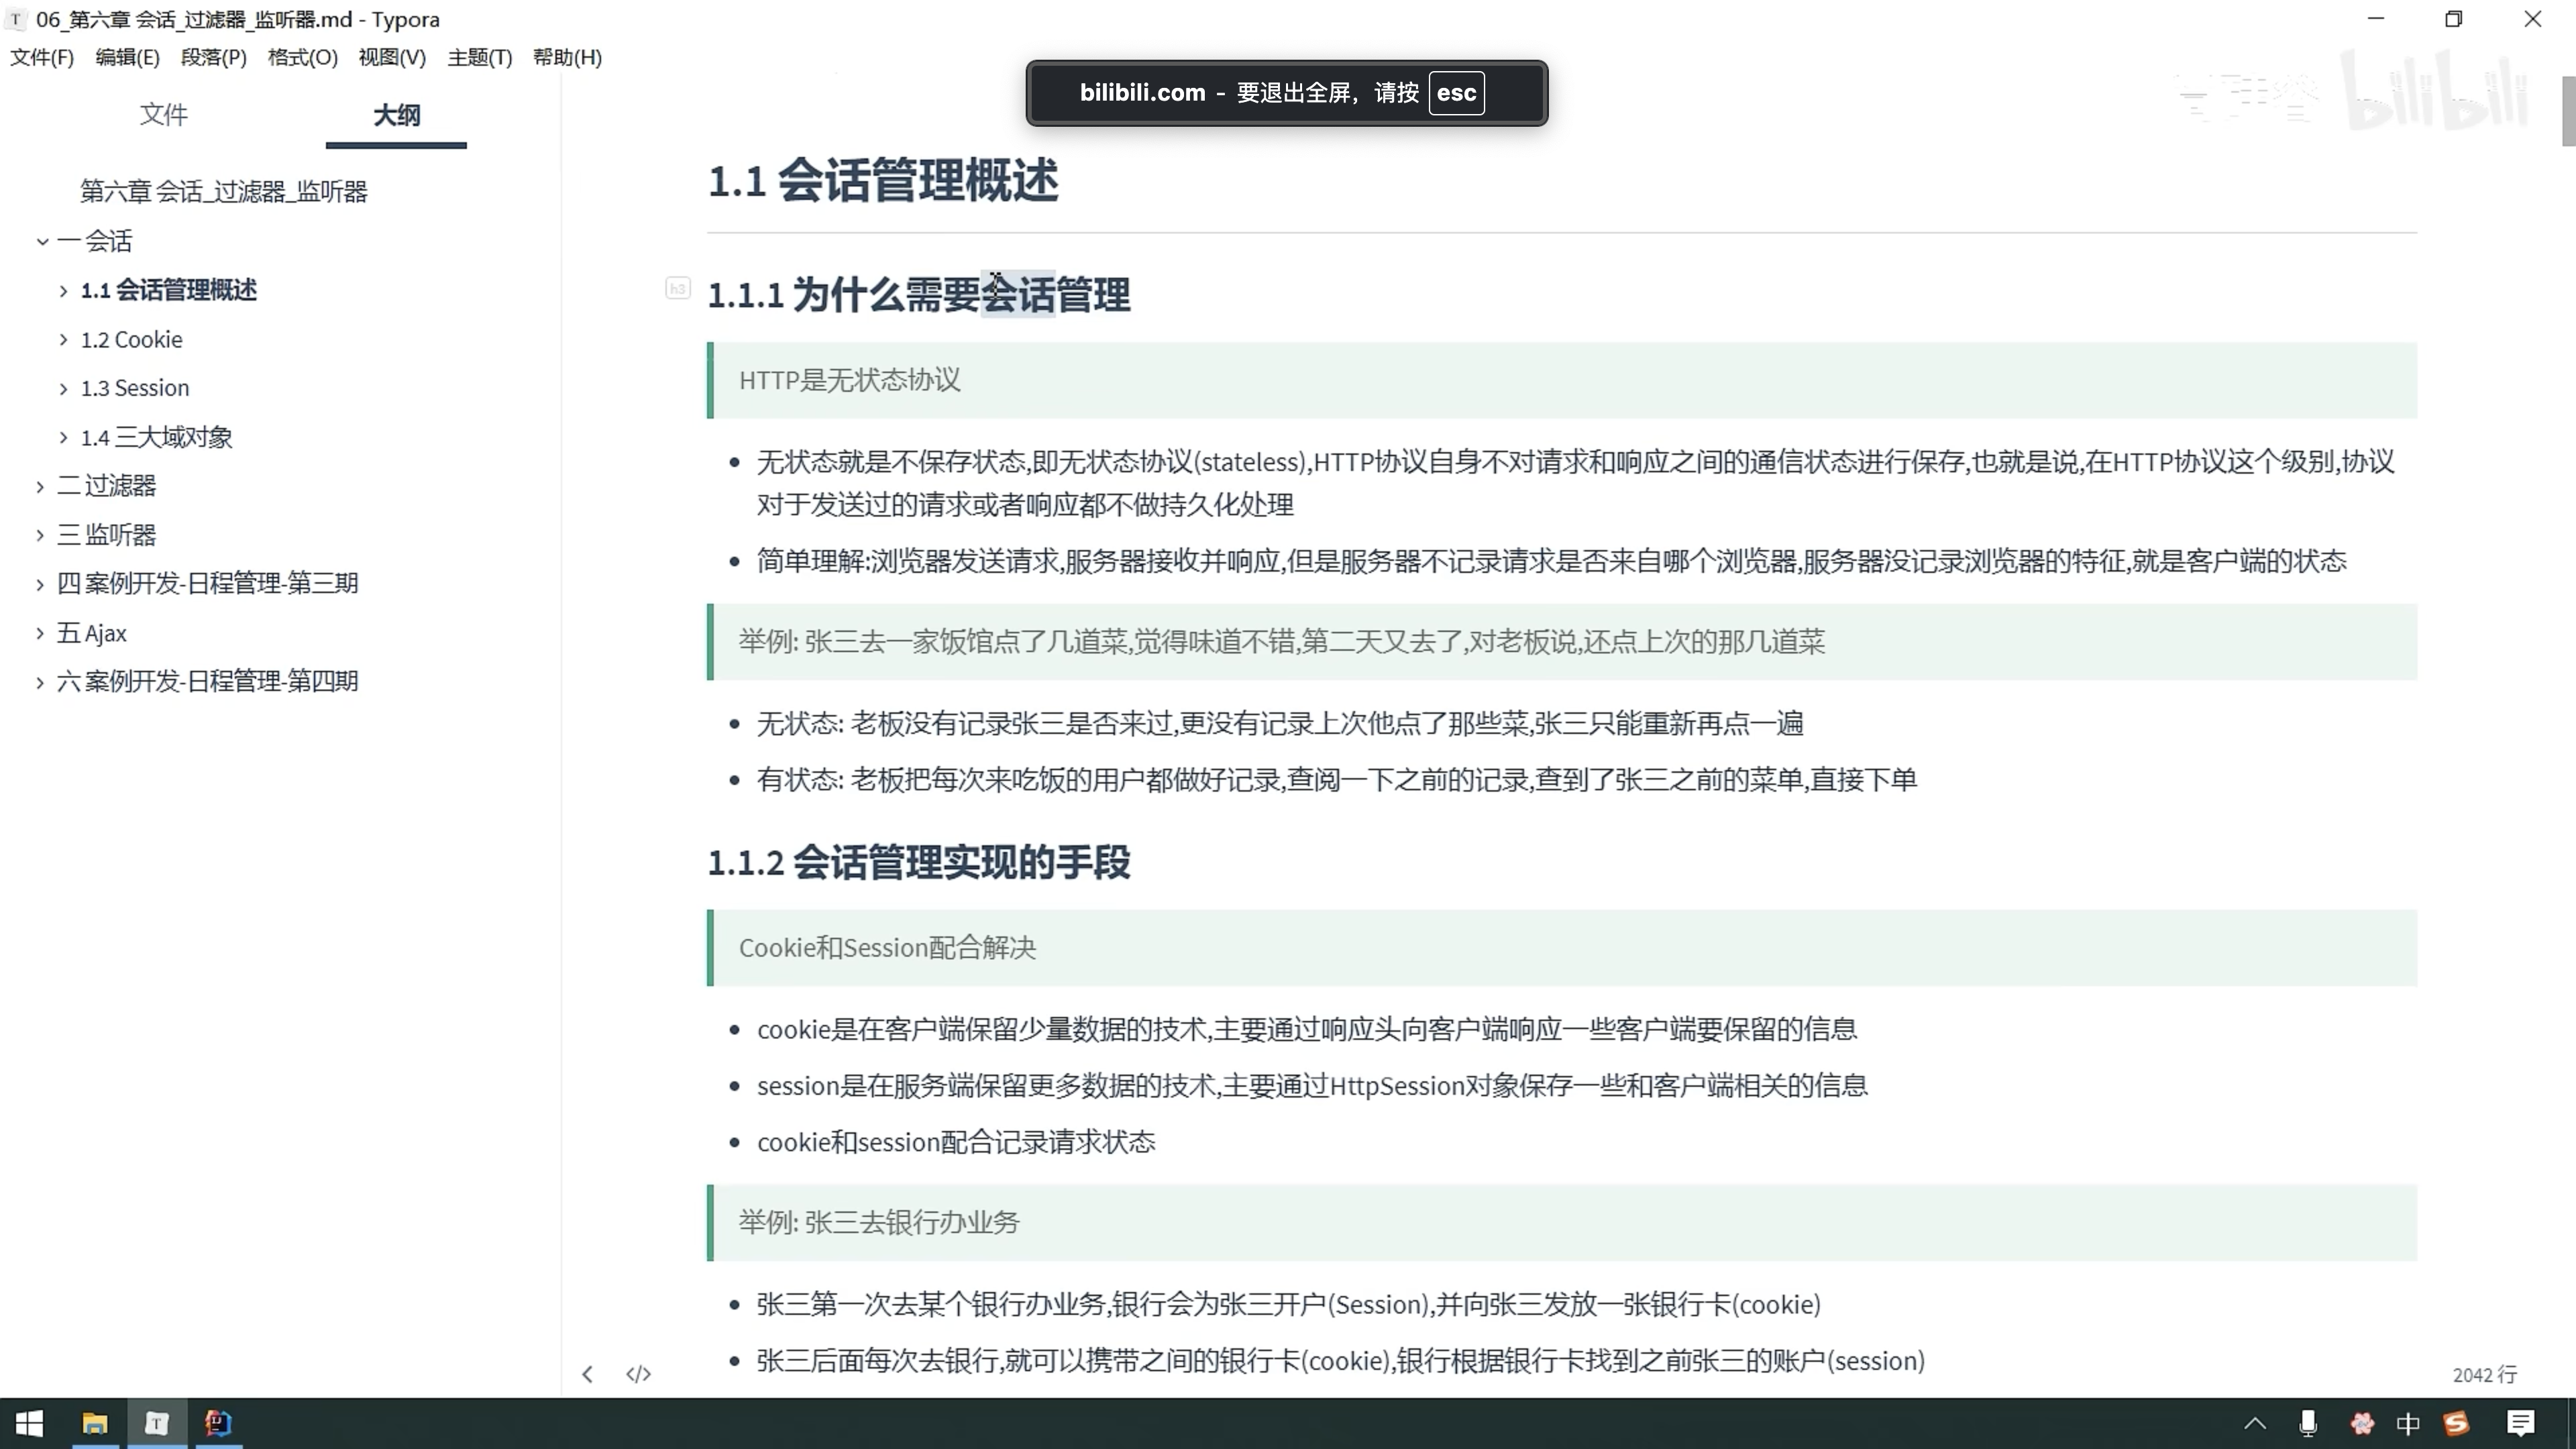 06_第六章 会话_过滤器_监听器.md - Typora
文件(F) 编辑(E) 段落(P) 格式(O) 视图(V) 主题(T) 帮助(H)
bilibili.com - 要退出全屏，请按 esc
bilibili
文件 大纲
第六章 会话_过滤器_监听器
一 会话
1.1 会话管理概述
1.2 Cookie
1.3 Session
1.4 三大域对象
二 过滤器
三 监听器
四 案例开发-日程管理-第三期
五 Ajax
六 案例开发-日程管理-第四期
1.1 会话管理概述
h3
1.1.1 为什么需要会话管理
HTTP是无状态协议
无状态就是不保存状态,即无状态协议(stateless),HTTP协议自身不对请求和响应之间的通信状态进行保存,也就是说,在HTTP协议这个级别,协议
对于发送过的请求或者响应都不做持久化处理
简单理解:浏览器发送请求,服务器接收并响应,但是服务器不记录请求是否来自哪个浏览器,服务器没记录浏览器的特征,就是客户端的状态
举例: 张三去一家饭馆点了几道菜,觉得味道不错,第二天又去了,对老板说,还点上次的那几道菜
无状态: 老板没有记录张三是否来过,更没有记录上次他点了那些菜,张三只能重新再点一遍
有状态: 老板把每次来吃饭的用户都做好记录,查阅一下之前的记录,查到了张三之前的菜单,直接下单
1.1.2 会话管理实现的手段
Cookie和Session配合解决
cookie是在客户端保留少量数据的技术,主要通过响应头向客户端响应一些客户端要保留的信息
session是在服务端保留更多数据的技术,主要通过HttpSession对象保存一些和客户端相关的信息
cookie和session配合记录请求状态
举例: 张三去银行办业务
张三第一次去某个银行办业务,银行会为张三开户(Session),并向张三发放一张银行卡(cookie)
张三后面每次去银行,就可以携带之间的银行卡(cookie),银行根据银行卡找到之前张三的账户(session)
</>
2042 行
中